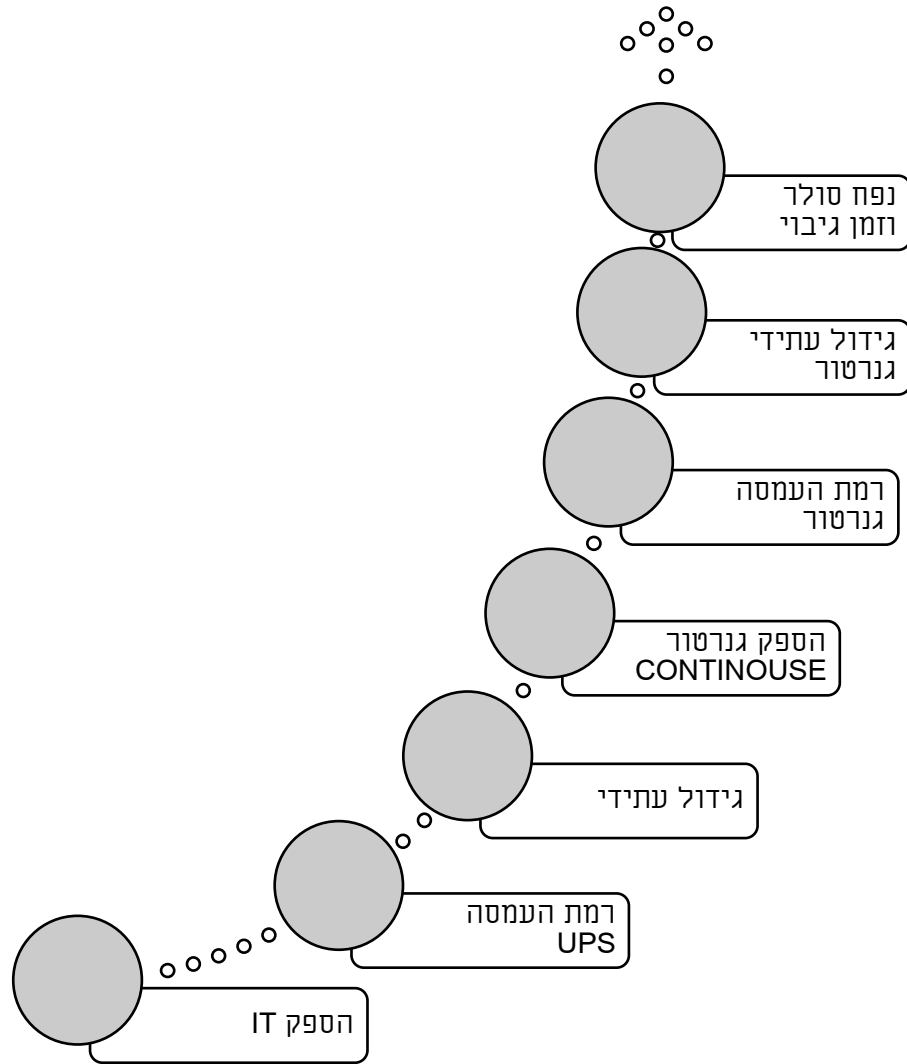 נפח סולר
וזמן גיבוי
גידול עתידי
גנרטור
רמת העמסה
גנרטור
הספק גנרטור
CONTINOUSE
גידול עתידי
רמת העמסה
UPS
הספק IT